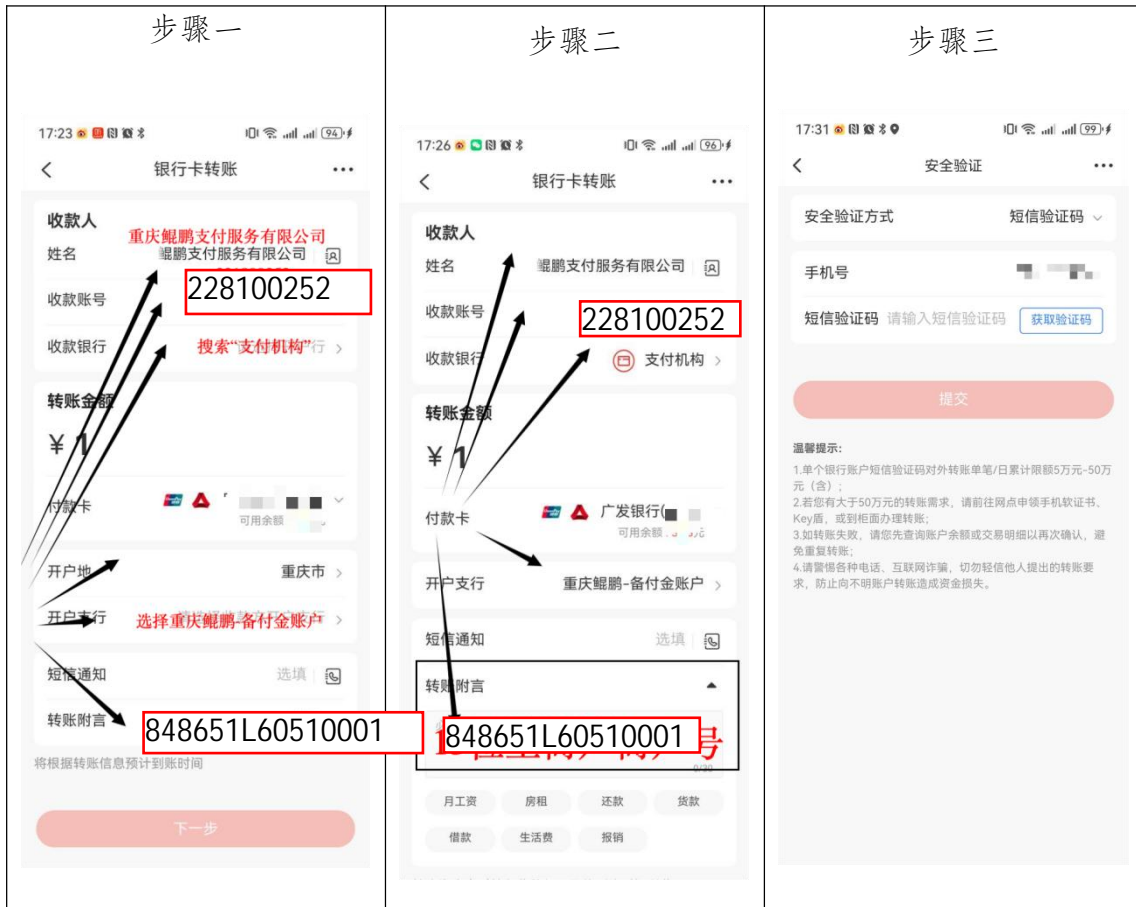 步骤一
17:23
94
银行卡转账
收款人
重庆鲲鹏支付服务有限公司
姓名 鲲鹏支付服务有限公司
收款账号 228100252
收款银行 搜索“支付机构”行
转账金额
¥ 1
付款卡
可用余额
开户地 重庆市
开户支行 选择重庆鲲鹏-备付金账户
短信通知 选填
转账附言 848651L60510001
将根据转账信息预计到账时间
下一步
步骤二
17:26
96
银行卡转账
收款人
姓名 鲲鹏支付服务有限公司
收款账号 228100252
收款银行 支付机构
转账金额
¥ 1
付款卡 广发银行(
可用余额
开户支行 重庆鲲鹏-备付金账户
短信通知 选填
转账附言
848651L60510001
号
0/30
月工资 房租 还款 货款
借款 生活费 报销
步骤三
17:31
99
安全验证
安全验证方式 短信验证码
手机号
短信验证码 请输入短信验证码 获取验证码
提交
温馨提示:
1.单个银行账户短信验证码对外转账单笔/日累计限额5万元-50万
元（含）;
2.若您有大于50万元的转账需求，请前往网点申领手机软证书、
Key盾，或到柜面办理转账;
3.如转账失败，请您先查询账户余额或交易明细以再次确认，避
免重复转账;
4.请警惕各种电话、互联网诈骗，切勿轻信他人提出的转账要
求，防止向不明账户转账造成资金损失。